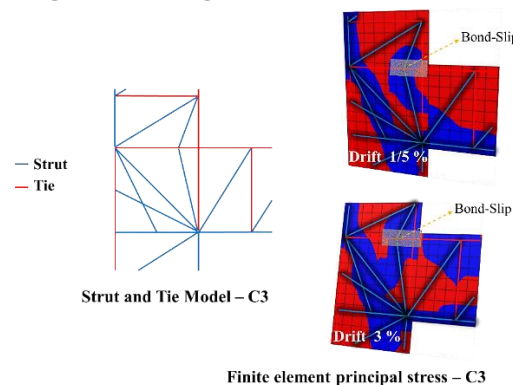 Strut
Tie
Strut and Tie Model – C3
Bond-Slip
Drift 1/5 %
Bond-Slip
Drift 3 %
Finite element principal stress – C3